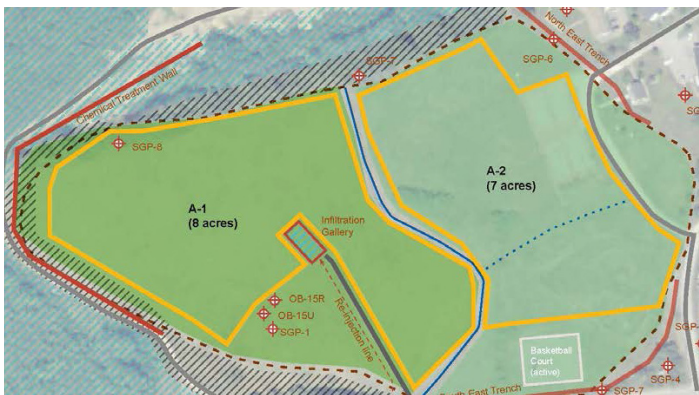 North East Trench
SGP-7
SGP-6
Chemical Treatment Wall
SGP-8
A-1
(8 acres)
A-2
(7 acres)
Infiltration
Gallery
OB-15R
OB-15U
SGP-1
Re-injection line
Basketball
Court
(active)
South East Trench
SGP-7
SGP-4